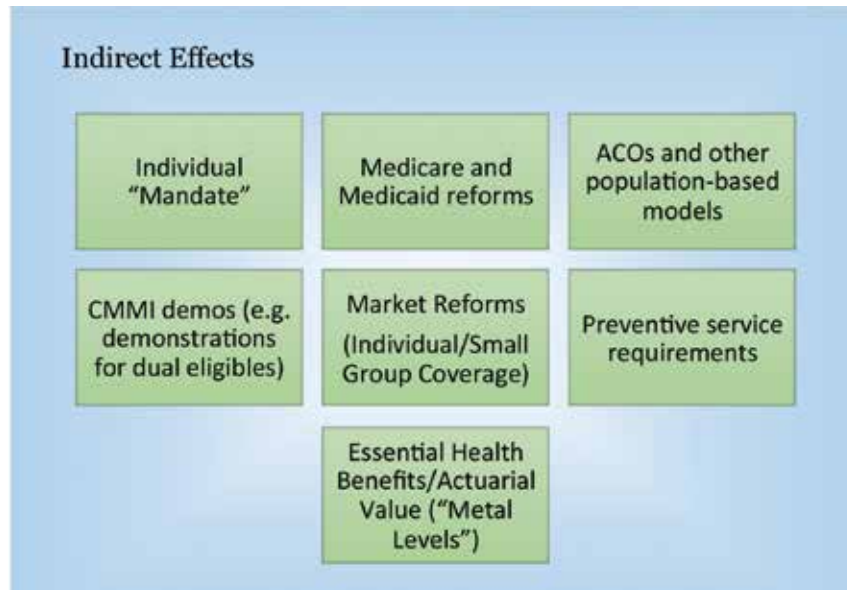 Indirect Effects
Individual
“Mandate”
Medicare and
Medicaid reforms
ACOs and other
population-based
models
CMMI demos (e.g.
demonstrations
for dual eligibles)
Market Reforms
(Individual/Small
Group Coverage)
Preventive service
requirements
Essential Health
Benefits/Actuarial
Value (“Metal
Levels”)